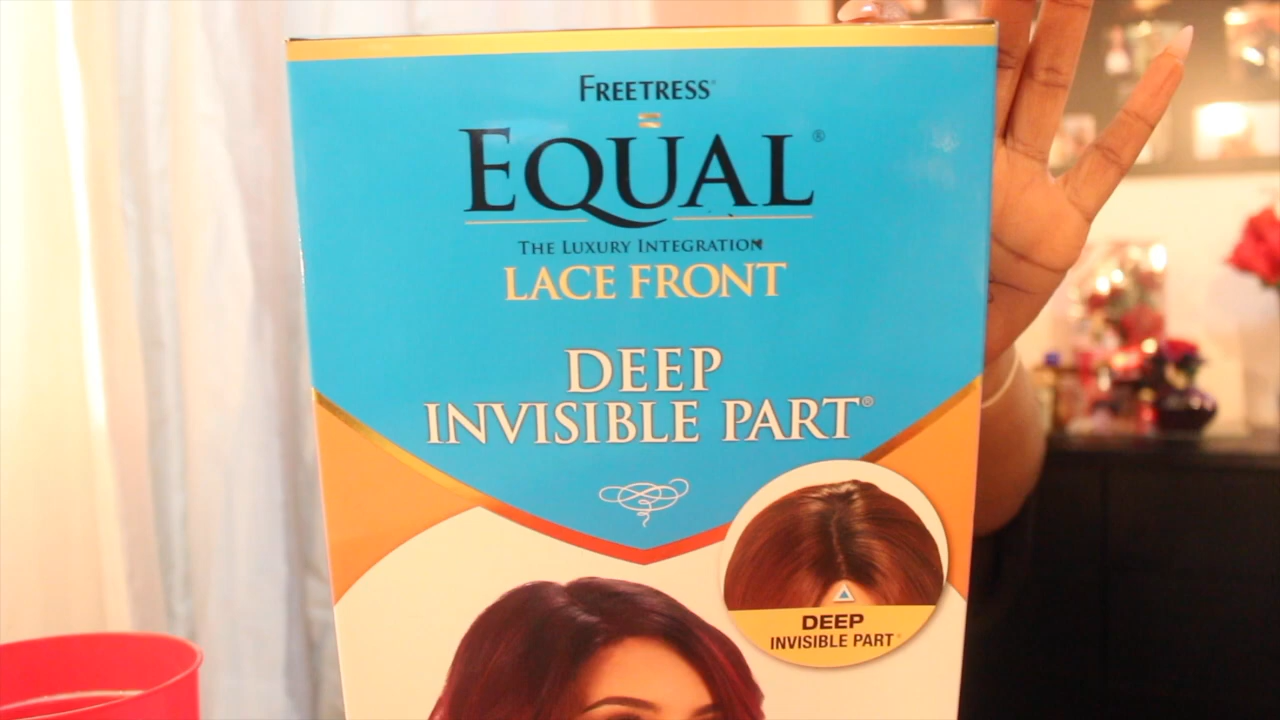 FREETRESS®
EQUAL®
THE LUXURY INTEGRATION
LACE FRONT
DEEP
INVISIBLE PART®
DEEP
INVISIBLE PART®